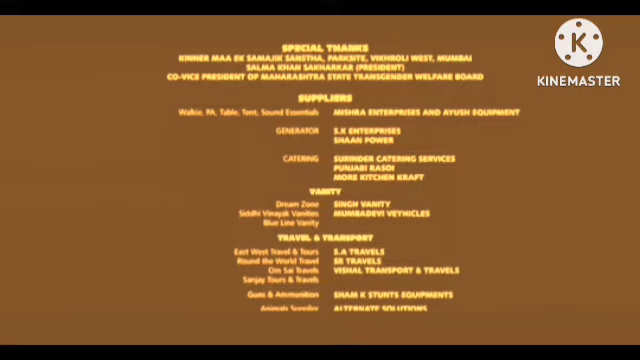 SPECIAL THANKS
KINNER MAA EK SAMAJIK SANSTHA, PARKSITE, VIKHROLI WEST, MUMBAI
SALMA KHAN SAKHARKAR (PRESIDENT)
CO-VICE PRESIDENT OF MAHARASHTRA STATE TRANSGENDER WELFARE BOARD
KINEMASTER
SUPPLIERS
Walkie, PA, Table, Tent, Sound Essentials MISHRA ENTERPRISES AND AYUSH EQUIPMENT
GENERATOR S.K ENTERPRISES
SHAAN POWER
CATERING SURINDER CATERING SERVICES
PUNJABI RASOI
MORE KITCHEN KRAFT
VANITY
Dream Zone SINGH VANITY
Siddhi Vinayak Vanities MUMBADEVI VEYHICLES
Blue Line Vanity
TRAVEL & TRANSPORT
East West Travel & Tours S.A TRAVELS
Round the World Travel SR TRAVELS
Om Sai Travels VISHAL TRANSPORT & TRAVELS
Sanjay Tours & Travels
Guns & Ammunition SHAM K STUNTS EQUIPMENTS
Animals Supplier ALTERNATE SOLUTIONS